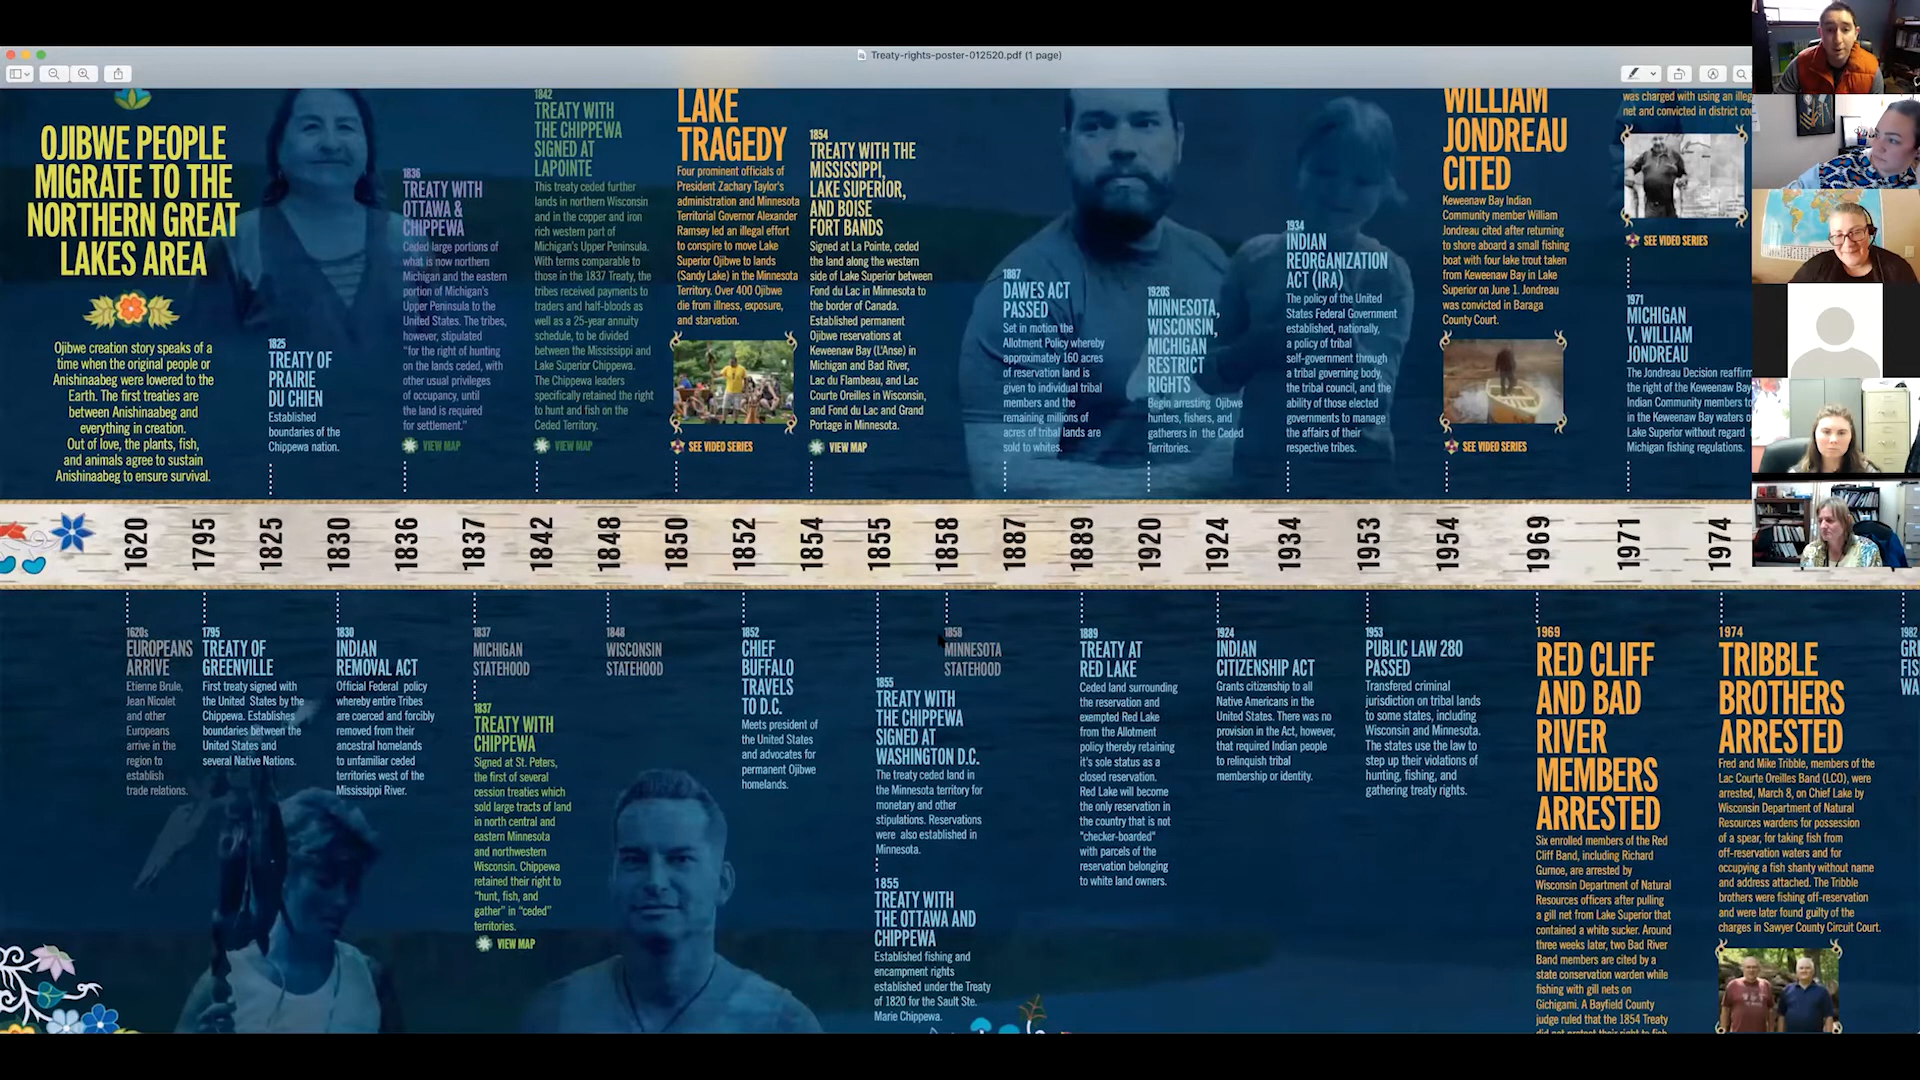 Treaty-rights-poster-012520.pdf (1 page)
OJIBWE PEOPLE
MIGRATE TO THE
NORTHERN GREAT
LAKES AREA
Ojibwe creation story speaks of a
time when the original people or
Anishinaabeg were lowered to the
Earth. The first treaties are
between Anishinaabeg and
everything in creation.
Out of love, the plants, fish,
and animals agree to sustain
Anishinaabeg to ensure survival.
1825
TREATY OF
PRAIRIE
DU CHIEN
Established
boundaries of the
Chippewa nation.
1836
TREATY WITH
OTTAWA &
CHIPPEWA
Ceded large portions of
what is now northern
Michigan and the eastern
portion of Michigan's
Upper Peninsula to the
United States. The tribes,
however, stipulated
"for the right of hunting
on the lands ceded, with
other usual privileges
of occupancy, until
the land is required
for settlement."
VIEW MAP
1842
TREATY WITH
THE CHIPPEWA
SIGNED AT
LAPOINTE
This treaty ceded further
lands in northern Wisconsin
and in the copper and iron
rich western part of
Michigan's Upper Peninsula.
With terms comparable to
those in the 1837 Treaty, the
tribes received payments to
traders and half-bloods as
well as a 25-year annuity
schedule, to be divided
between the Mississippi and
Lake Superior Chippewa.
The Chippewa leaders
specifically retained the right
to hunt and fish on the
Ceded Territory.
VIEW MAP
LAKE
TRAGEDY
Four prominent officials of
President Zachary Taylor's
administration and Minnesota
Territorial Governor Alexander
Ramsey led an illegal effort
to conspire to move Lake
Superior Ojibwe to lands
(Sandy Lake) in the Minnesota
Territory. Over 400 Ojibwe
die from illness, exposure,
and starvation.
SEE VIDEO SERIES
1854
TREATY WITH THE
MISSISSIPPI,
LAKE SUPERIOR,
AND BOISE
FORT BANDS
Signed at La Pointe, ceded
the land along the western
side of Lake Superior between
Fond du Lac in Minnesota to
the border of Canada.
Established permanent
Ojibwe reservations at
Keweenaw Bay (L'Anse) in
Michigan and Bad River,
Lac du Flambeau, and Lac
Courte Oreilles in Wisconsin,
and Fond du Lac and Grand
Portage in Minnesota.
VIEW MAP
1887
DAWES ACT
PASSED
Set in motion the
Allotment Policy whereby
approximately 160 acres
of reservation land is
given to individual tribal
members and the
remaining millions of
acres of tribal lands are
sold to whites.
1920S
MINNESOTA,
WISCONSIN,
MICHIGAN
RESTRICT
RIGHTS
Begin arresting Ojibwe
hunters, fishers, and
gatherers in the Ceded
Territories.
1934
INDIAN
REORGANIZATION
ACT (IRA)
The policy of the United
States Federal Government
established, nationally,
a policy of tribal
self-government through
a tribal governing body,
the tribal council, and the
ability of those elected
governments to manage
the affairs of their
respective tribes.
WILLIAM
JONDREAU
CITED
Keweenaw Bay Indian
Community member William
Jondreau cited after returning
to shore aboard a small fishing
boat with four lake trout taken
from Keweenaw Bay in Lake
Superior on June 1. Jondreau
was convicted in Baraga
County Court.
SEE VIDEO SERIES
was charged with using an illeg
net and convicted in district co
SEE VIDEO SERIES
1971
MICHIGAN
V. WILLIAM
JONDREAU
The Jondreau Decision reaffirm
the right of the Keweenaw Bay
Indian Community members to
in the Keweenaw Bay waters o
Lake Superior without regard
Michigan fishing regulations.
1620 1795 1825 1830 1836 1837 1842 1848 1850 1852 1854 1855 1858 1887 1889 1920 1924 1934 1953 1954 1969 1971 1974
1620s
EUROPEANS
ARRIVE
Etienne Brule,
Jean Nicolet
and other
Europeans
arrive in the
region to
establish
trade relations.
1795
TREATY OF
GREENVILLE
First treaty signed with
the United States by the
Chippewa. Establishes
boundaries between the
United States and
several Native Nations.
1830
INDIAN
REMOVAL ACT
Official Federal policy
whereby entire Tribes
are coerced and forcibly
removed from their
ancestral homelands
to unfamiliar ceded
territories west of the
Mississippi River.
1837
MICHIGAN
STATEHOOD
1837
TREATY WITH
CHIPPEWA
Signed at St. Peters,
the first of several
cession treaties which
sold large tracts of land
in north central and
eastern Minnesota
and northwestern
Wisconsin. Chippewa
retained their right to
"hunt, fish, and
gather" in "ceded"
territories.
VIEW MAP
1848
WISCONSIN
STATEHOOD
1852
CHIEF
BUFFALO
TRAVELS
TO D.C.
Meets president of
the United States
and advocates for
permanent Ojibwe
homelands.
1855
TREATY WITH
THE CHIPPEWA
SIGNED AT
WASHINGTON D.C.
The treaty ceded land in
the Minnesota territory for
monetary and other
stipulations. Reservations
were also established in
Minnesota.
1855
TREATY WITH
THE OTTAWA AND
CHIPPEWA
Established fishing and
encampment rights
established under the Treaty
of 1820 for the Sault Ste.
Marie Chippewa.
1858
MINNESOTA
STATEHOOD
1889
TREATY AT
RED LAKE
Ceded land surrounding
the reservation and
exempted Red Lake
from the Allotment
policy thereby retaining
it's sole status as a
closed reservation.
Red Lake will become
the only reservation in
the country that is not
"checker-boarded"
with parcels of the
reservation belonging
to white land owners.
1924
INDIAN
CITIZENSHIP ACT
Grants citizenship to all
Native Americans in the
United States. There was no
provision in the Act, however,
that required Indian people
to relinquish tribal
membership or identity.
1953
PUBLIC LAW 280
PASSED
Transfered criminal
jurisdiction on tribal lands
to some states, including
Wisconsin and Minnesota.
The states use the law to
step up their violations of
hunting, fishing, and
gathering treaty rights.
1969
RED CLIFF
AND BAD
RIVER
MEMBERS
ARRESTED
Six enrolled members of the Red
Cliff Band, including Richard
Gurnoe, are arrested by
Wisconsin Department of Natural
Resources officers after pulling
a gill net from Lake Superior that
contained a white sucker. Around
three weeks later, two Bad River
Band members are cited by a
state conservation warden while
fishing with gill nets on
Gichigami. A Bayfield County
judge ruled that the 1854 Treaty
did not protect their right to fish
1974
TRIBBLE
BROTHERS
ARRESTED
Fred and Mike Tribble, members of the
Lac Courte Oreilles Band (LCO), were
arrested, March 8, on Chief Lake by
Wisconsin Department of Natural
Resources wardens for possession
of a spear, for taking fish from
off-reservation waters and for
occupying a fish shanty without name
and address attached. The Tribble
brothers were fishing off-reservation
and were later found guilty of the
charges in Sawyer County Circuit Court.
1982
GR
FIS
WA